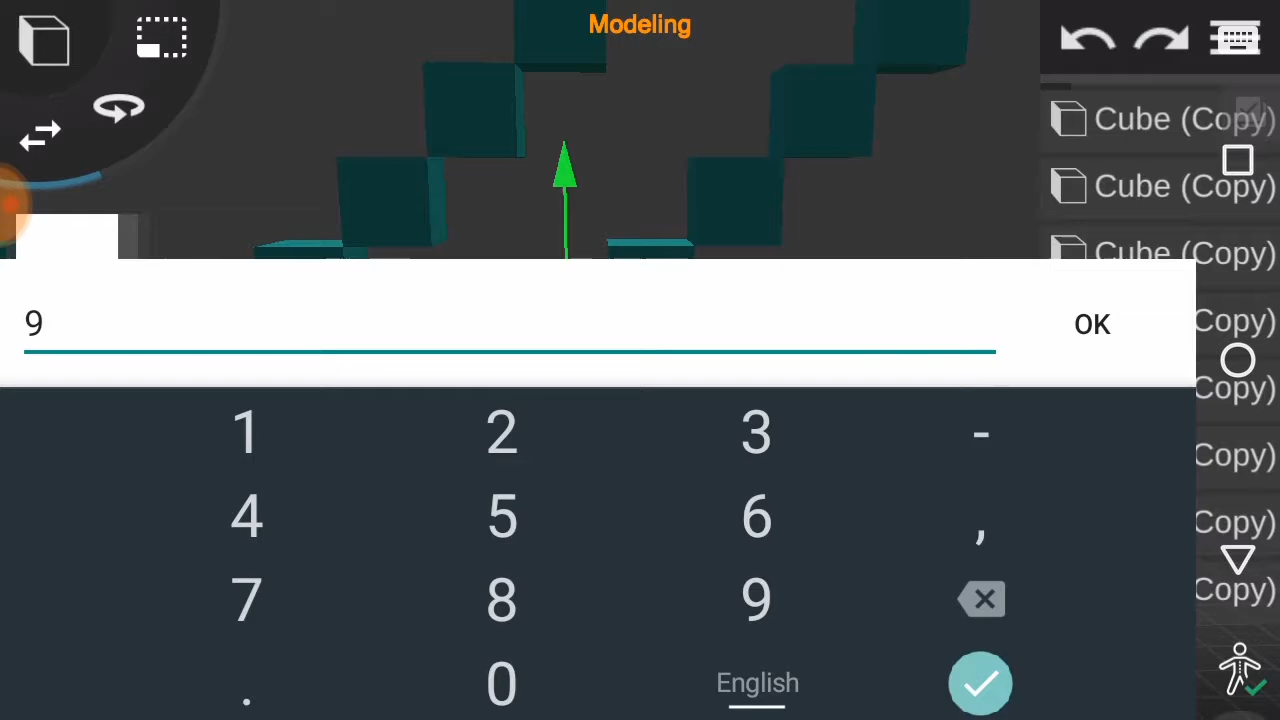 Modeling
Cube (Copy)
Cube (Copy)
Cube (Copy)
9
OK
Copy)
Copy)
Copy)
Copy)
Copy)
1 2 3 -
4 5 6 ,
7 8 9
. 0 English